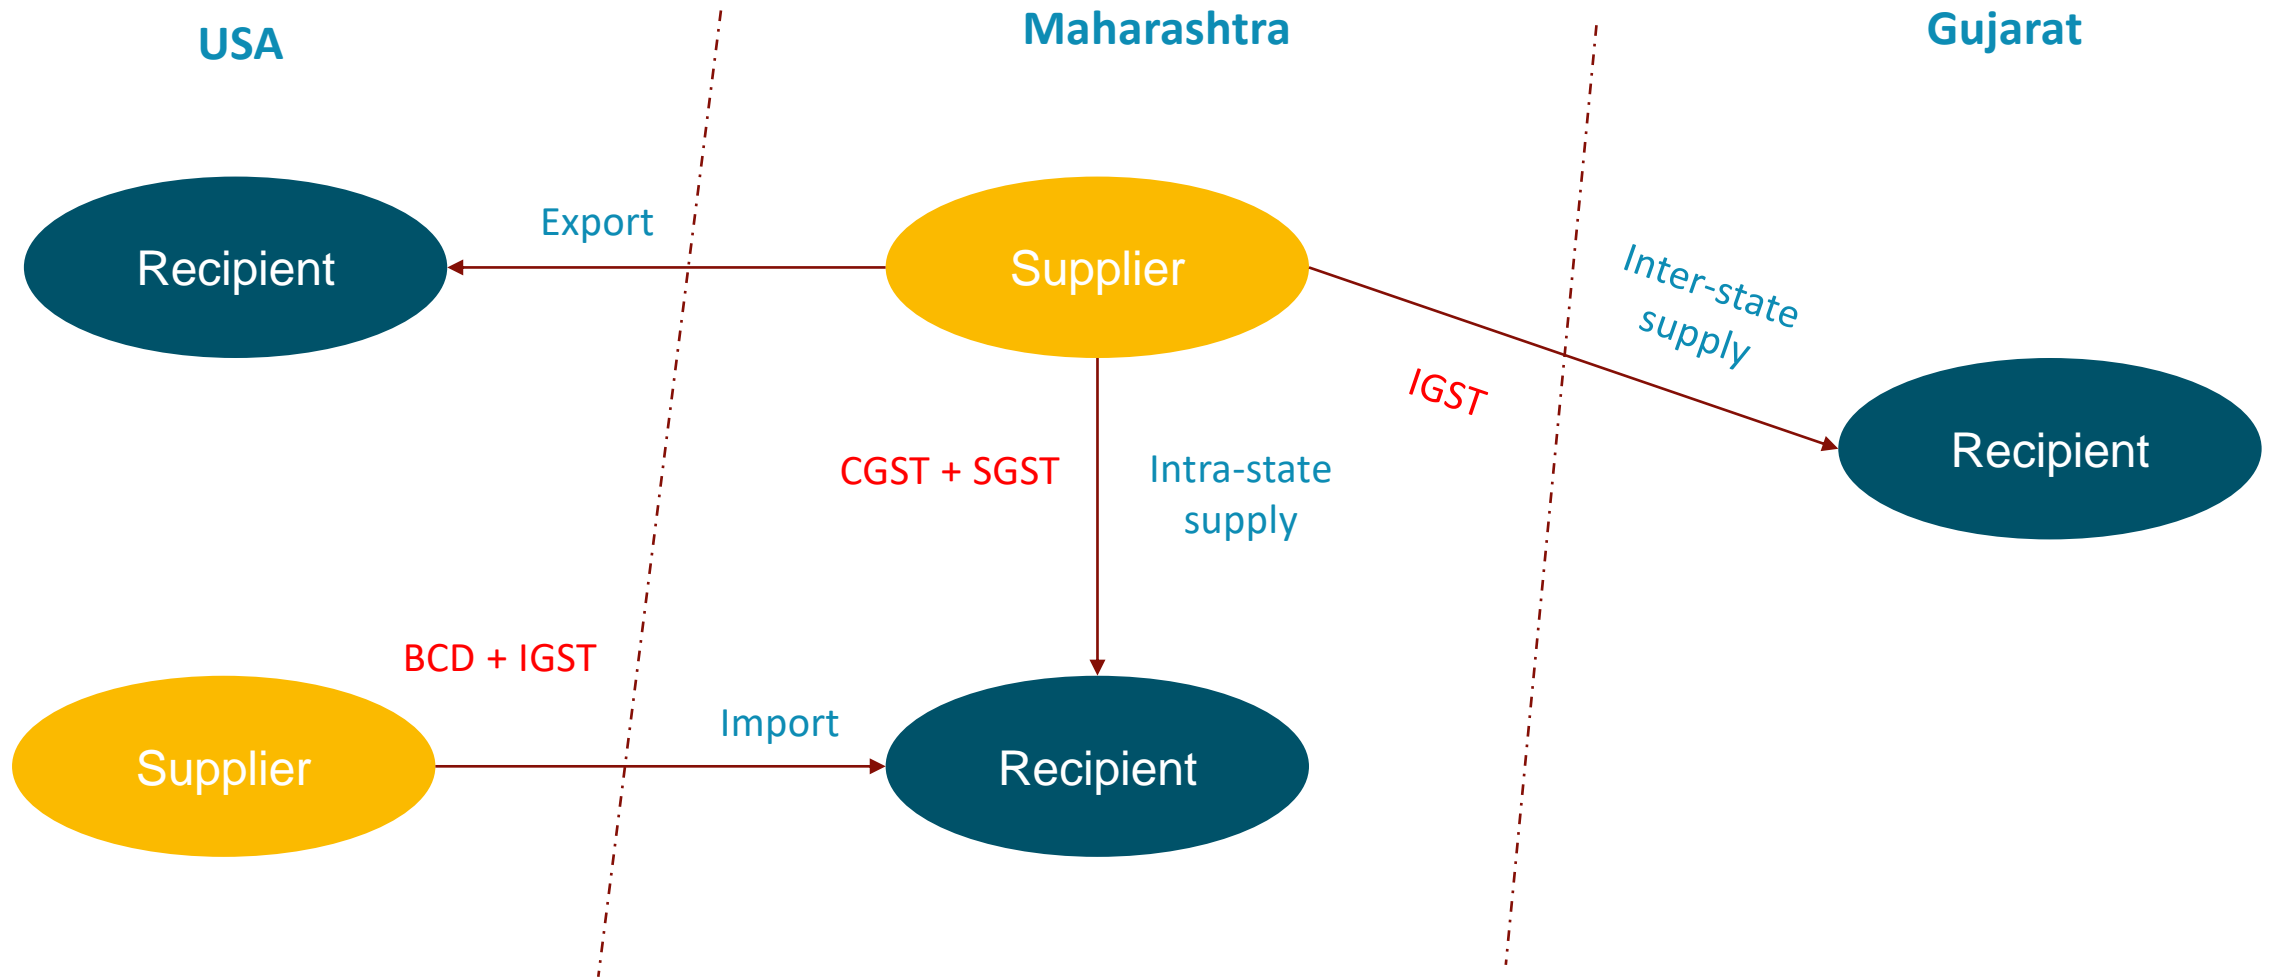 USA
Maharashtra
Gujarat
Export
Recipient
Supplier
Inter-state
supply
IGST
Recipient
CGST + SGST
Intra-state
supply
BCD + IGST
Import
Supplier
Recipient